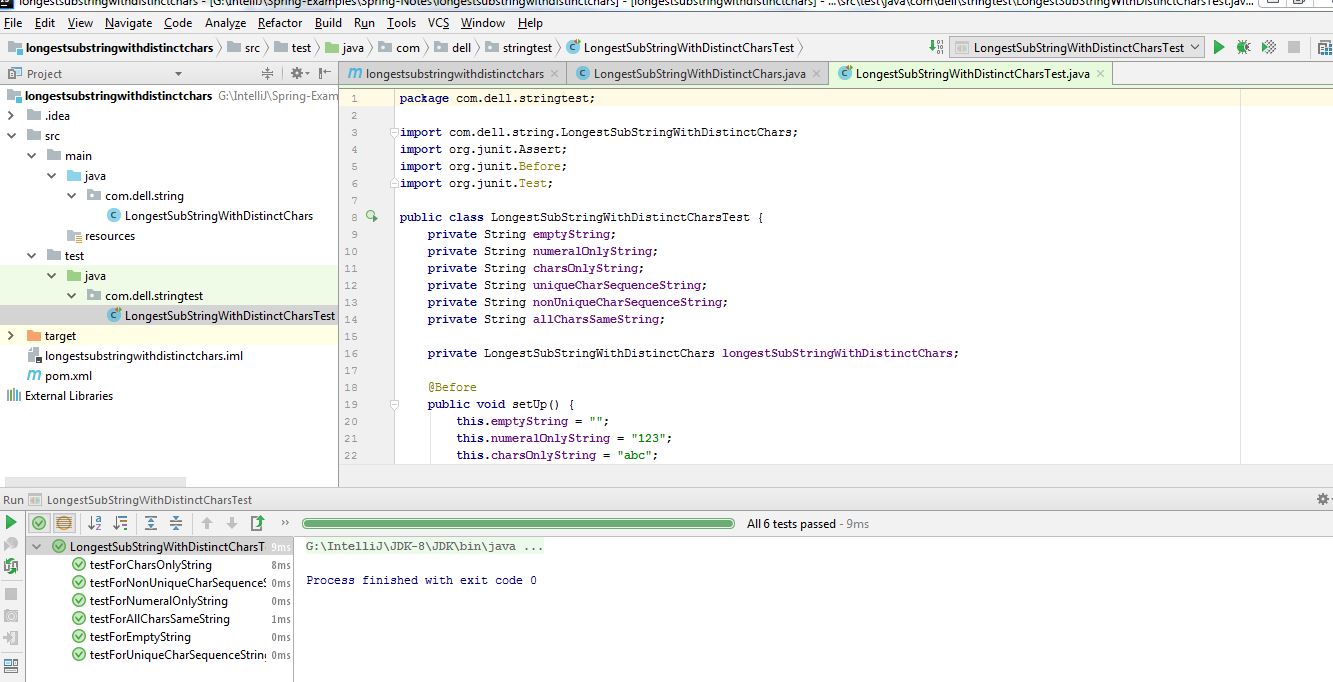 longestsubstringwithdistinctchars - [G:\IntelliJ\Spring-Examples\Spring-Notes\longestsubstringwithdistinctchars] - [longestsubstringwithdistinctchars] - ...\src\test\java\com\dell\stringtest\LongestSubStringWithDistinctCharsTest.jav...
File Edit View Navigate Code Analyze Refactor Build Run Tools VCS Window Help
longestsubstringwithdistinctchars src test java com dell stringtest LongestSubStringWithDistinctCharsTest LongestSubStringWithDistinctCharsTest
Project
longestsubstringwithdistinctchars G:\IntelliJ\Spring-Exam
.idea
src
main
java
com.dell.string
LongestSubStringWithDistinctChars
resources
test
java
com.dell.stringtest
LongestSubStringWithDistinctCharsTest
target
longestsubstringwithdistinctchars.iml
pom.xml
External Libraries
longestsubstringwithdistinctchars LongestSubStringWithDistinctChars.java LongestSubStringWithDistinctCharsTest.java
1 package com.dell.stringtest;
2
3 import com.dell.string.LongestSubStringWithDistinctChars;
4 import org.junit.Assert;
5 import org.junit.Before;
6 import org.junit.Test;
7
8 public class LongestSubStringWithDistinctCharsTest {
9 private String emptyString;
10 private String numeralOnlyString;
11 private String charsOnlyString;
12 private String uniqueCharSequenceString;
13 private String nonUniqueCharSequenceString;
14 private String allCharsSameString;
15
16 private LongestSubStringWithDistinctChars longestSubStringWithDistinctChars;
17
18 @Before
19 public void setUp() {
20 this.emptyString = "";
21 this.numeralOnlyString = "123";
22 this.charsOnlyString = "abc";
Run LongestSubStringWithDistinctCharsTest
All 6 tests passed - 9ms
LongestSubStringWithDistinctCharsT 9ms
testForCharsOnlyString 8ms
testForNonUniqueCharSequenceS 0ms
testForNumeralOnlyString 0ms
testForAllCharsSameString 1ms
testForEmptyString 0ms
testForUniqueCharSequenceString 0ms
G:\IntelliJ\JDK-8\JDK\bin\java ...
Process finished with exit code 0